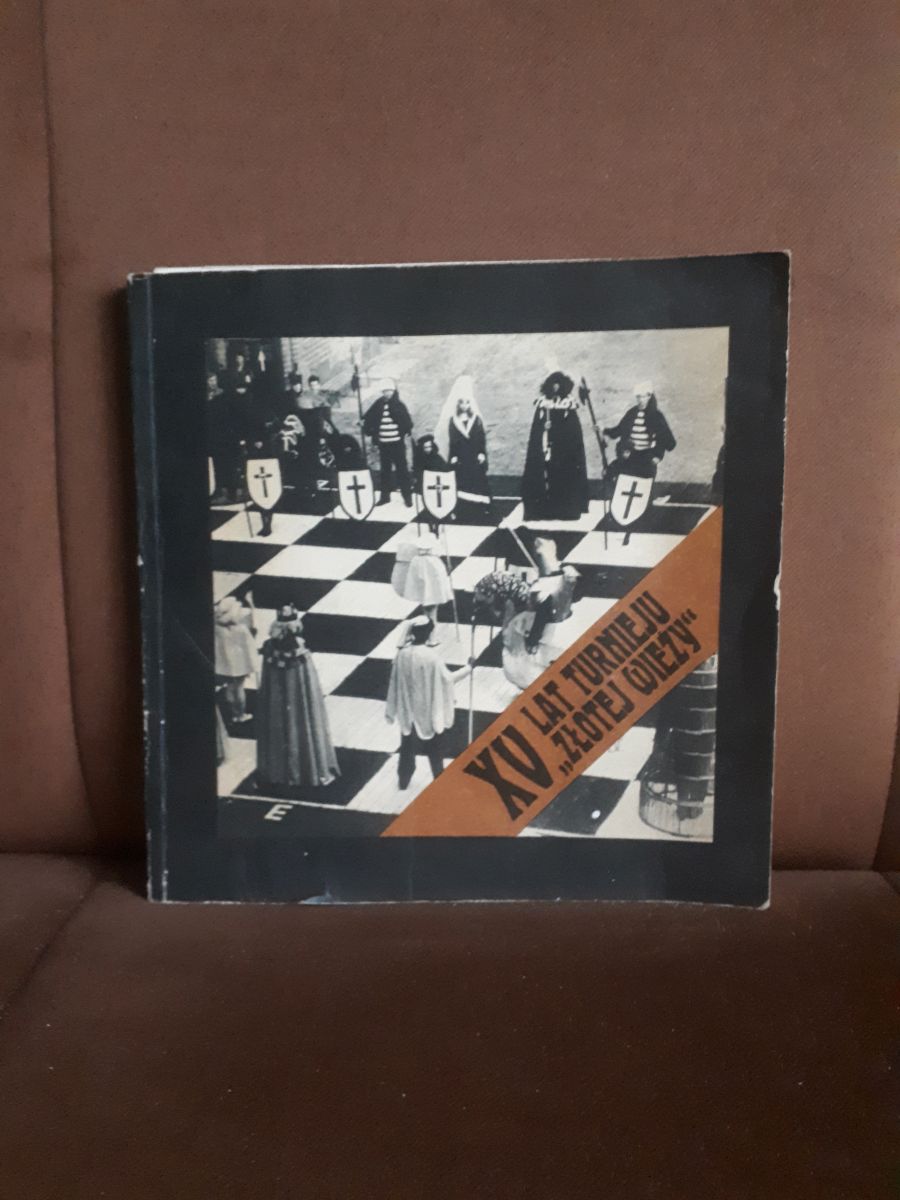 XV LAT TURNIEJU
„ZŁOTEJ WIEŻY“
E